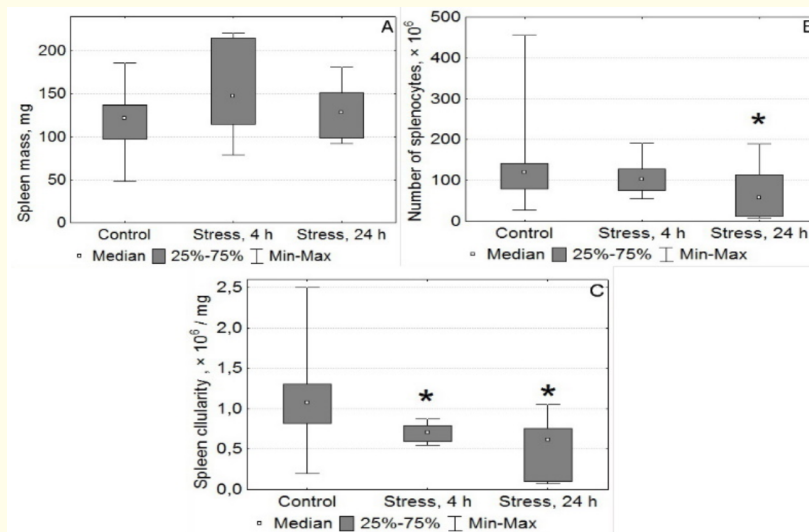 A
Spleen mass, mg
200
150
100
50
0
Control Stress, 4 h Stress, 24 h
Median 25%-75% Min-Max
B
Number of splenocytes, × 10⁶
500
400
300
200
100
0
*
Control Stress, 4 h Stress, 24 h
Median 25%-75% Min-Max
C
Spleen cllularity , × 10⁶ / mg
2,5
2,0
1,5
1,0
0,5
0,0
* *
Control Stress, 4 h Stress, 24 h
Median 25%-75% Min-Max